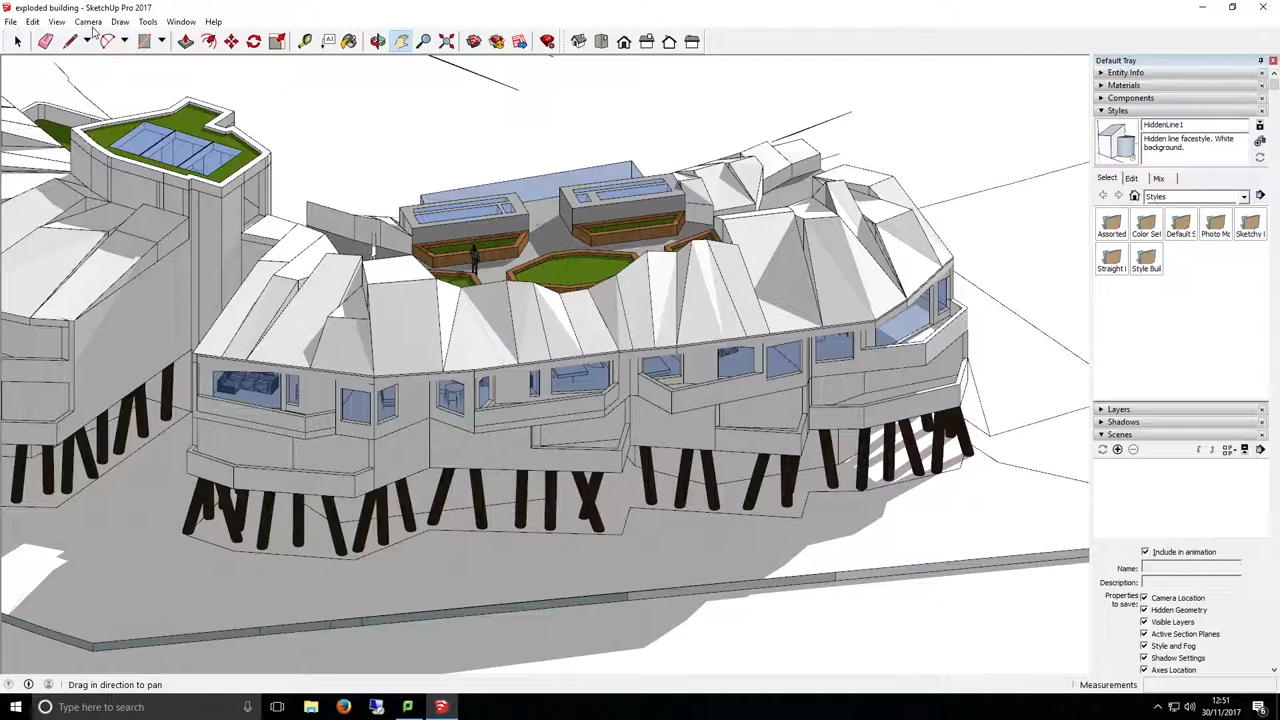 exploded building - SketchUp Pro 2017
File Edit View Camera Draw Tools Window Help
Default Tray
Entity Info
Materials
Components
Styles
HiddenLine1
Hidden line facestyle. White
background.
Select Edit Mix
Styles
Assorted Color Sel Default S Photo Mo Sketchy I
Straight I Style Buil
Layers
Shadows
Scenes
Include in animation
Name:
Description:
Properties
to save:
Camera Location
Hidden Geometry
Visible Layers
Active Section Planes
Style and Fog
Shadow Settings
Axes Location
Drag in direction to pan
Measurements
Type here to search
12:51
30/11/2017